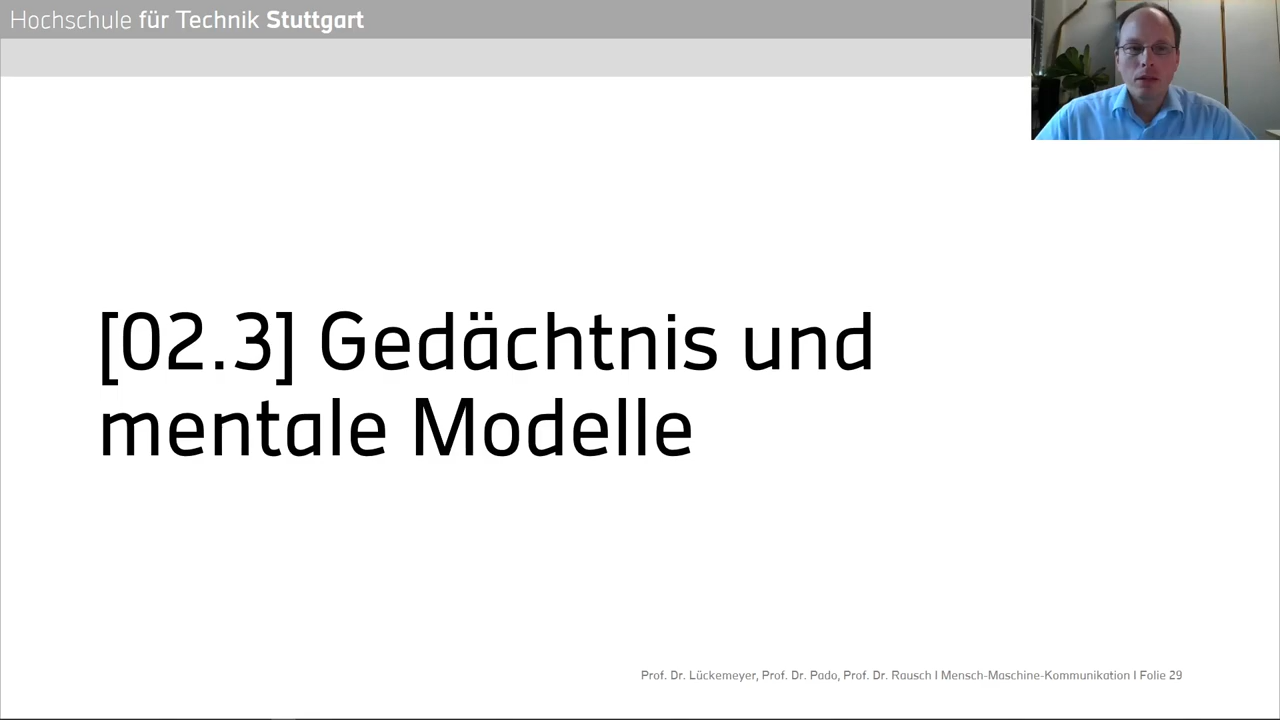 Hochschule für Technik Stuttgart
[02.3] Gedächtnis und
mentale Modelle
Prof. Dr. Lückemeyer, Prof. Dr. Pado, Prof. Dr. Rausch I Mensch-Maschine-Kommunikation I Folie 29